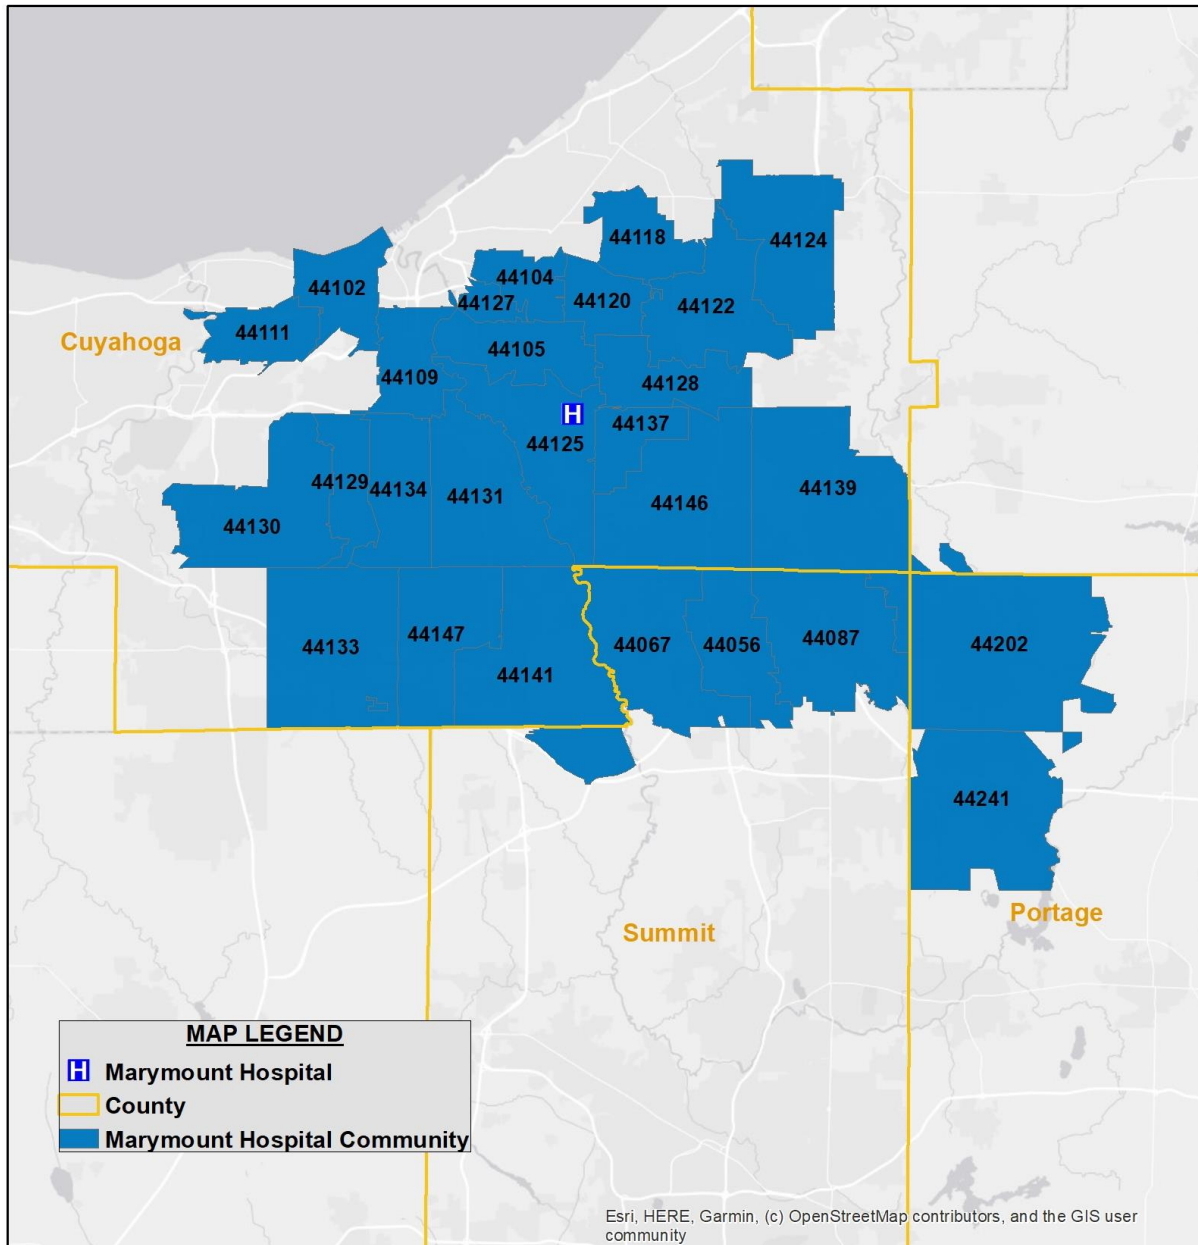 44118
44124
44104
44102
44127
44120
44122
44111
Cuyahoga
44105
44109
44128
H
44137
44125
44129
44134
44131
44146
44139
44130
44133
44147
44067
44056
44087
44202
44141
44241
Portage
Summit
MAP LEGEND
H Marymount Hospital
County
Marymount Hospital Community
Esri, HERE, Garmin, (c) OpenStreetMap contributors, and the GIS user
community